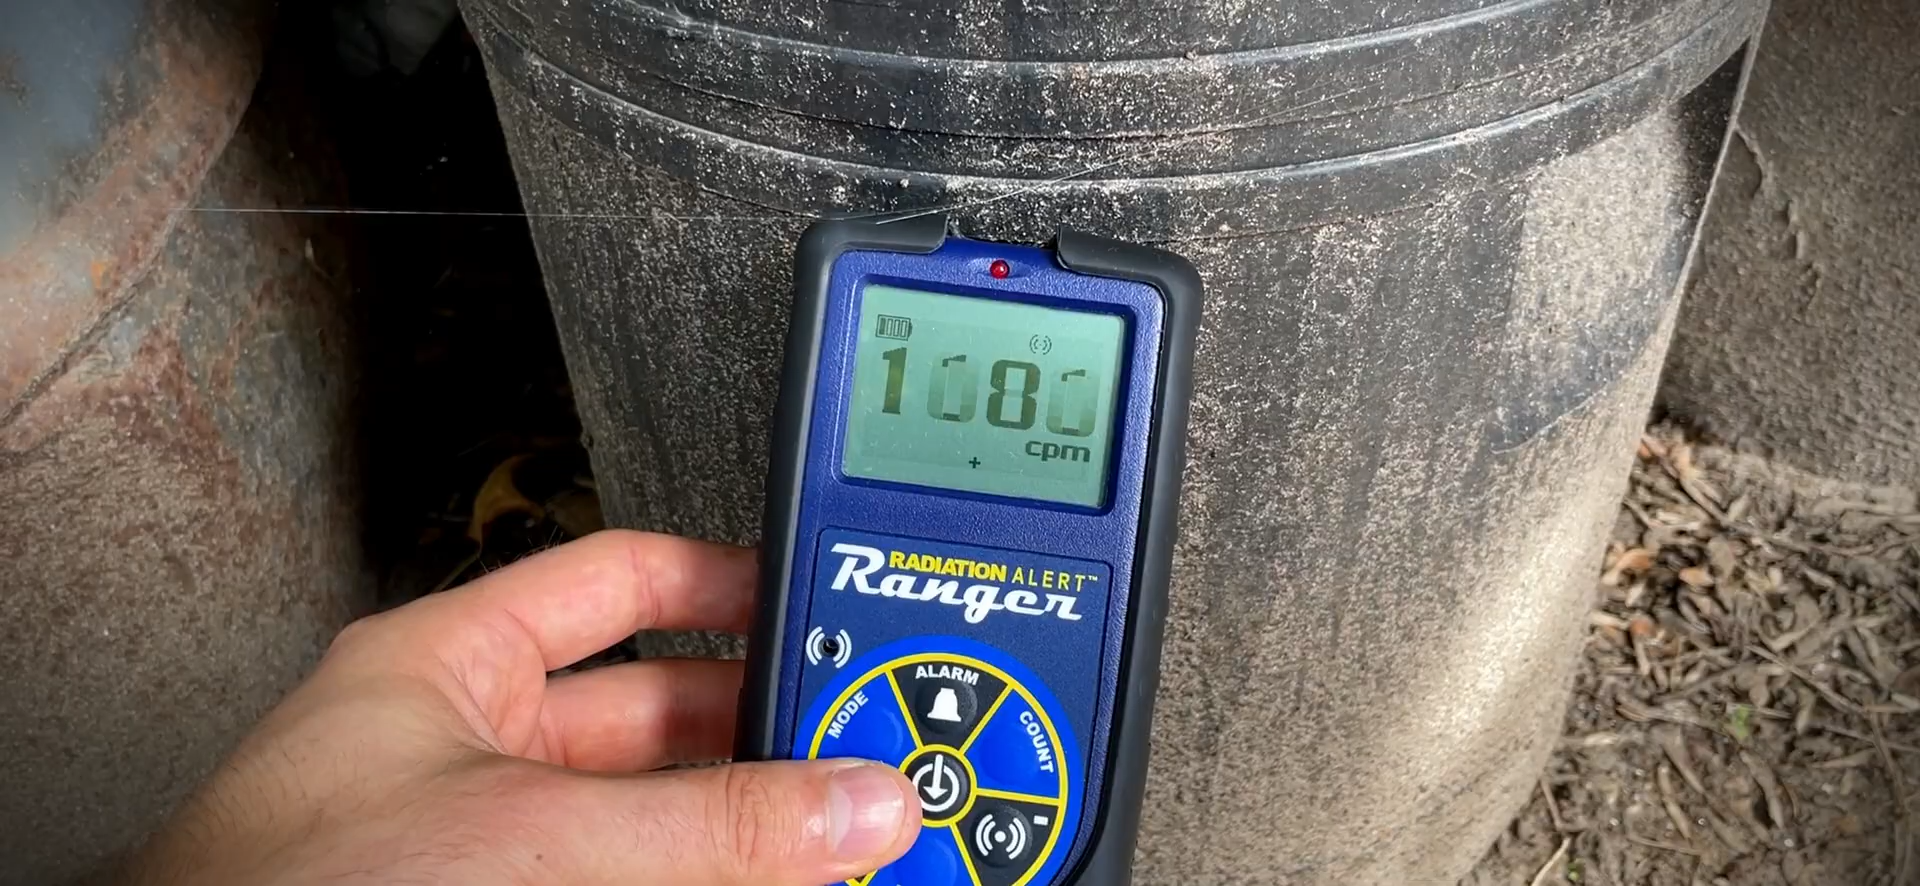 1080
cpm
+
RADIATION ALERT™
Ranger
ALARM
MODE
COUNT